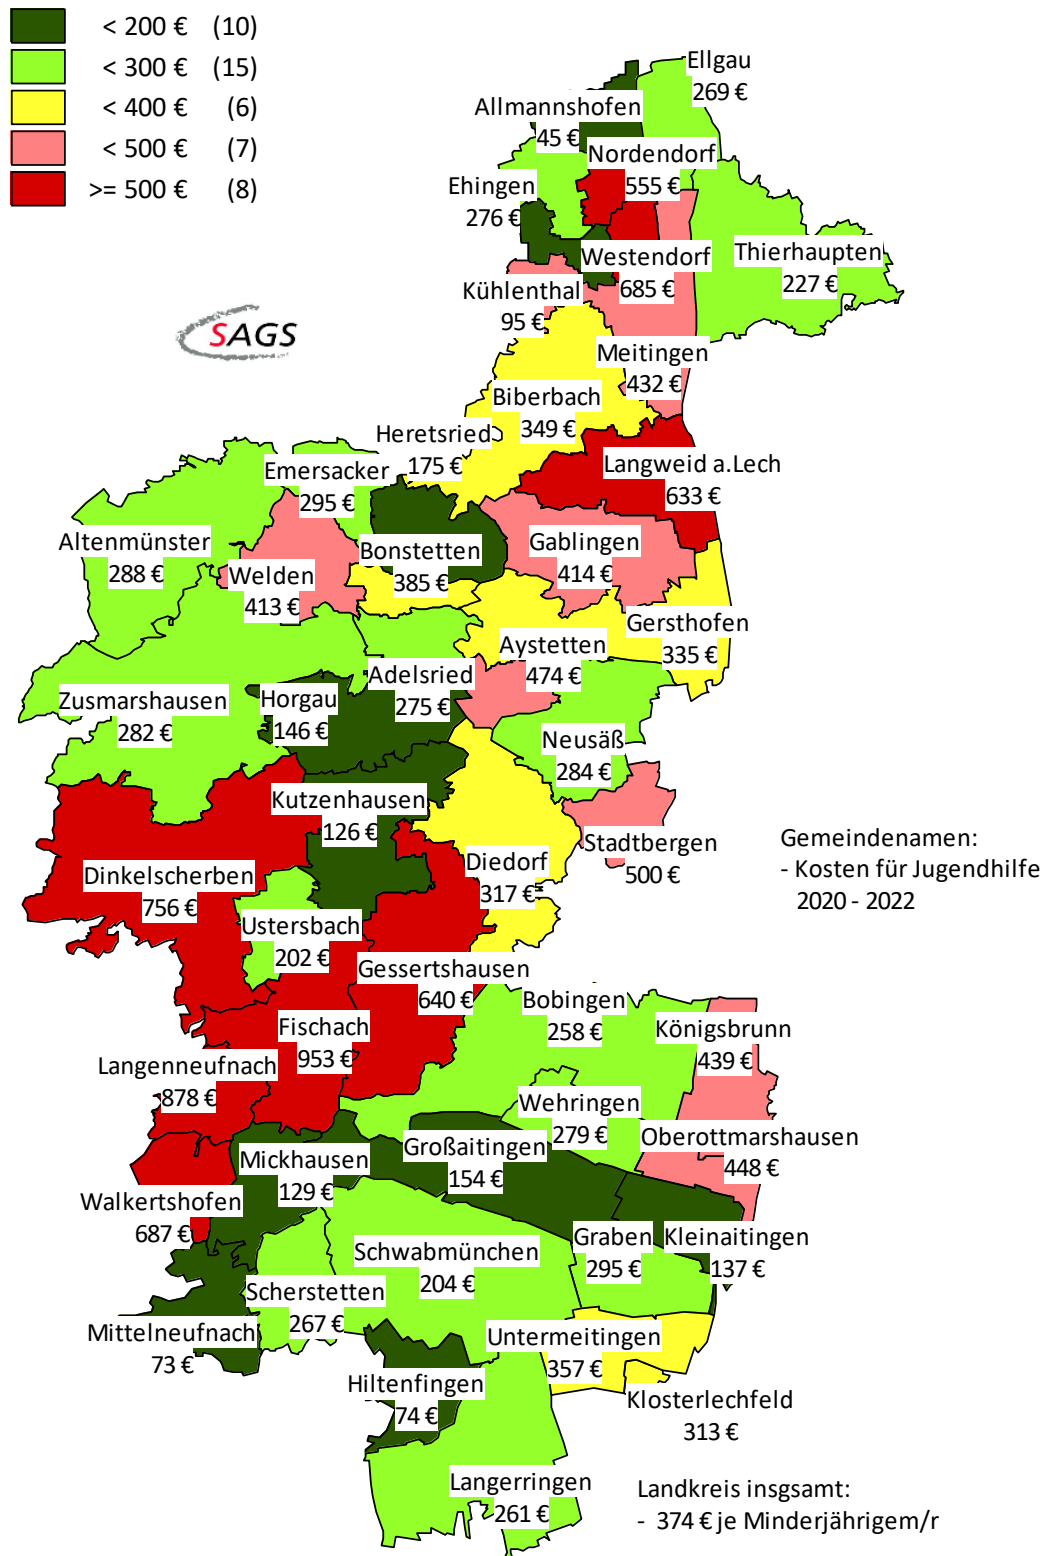 < 200 € (10)
< 300 € (15)
< 400 € (6)
< 500 € (7)
>= 500 € (8)
SAGS
Ellgau
269 €
Allmannshofen
45 €
Nordendorf
555 €
Ehingen
276 €
Westendorf
685 €
Thierhaupten
227 €
Kühlenthal
95 €
Meitingen
432 €
Biberbach
349 €
Heretsried
175 €
Langweid a.Lech
633 €
Emersacker
295 €
Altenmünster
288 €
Bonstetten
385 €
Gablingen
414 €
Welden
413 €
Gersthofen
335 €
Aystetten
474 €
Adelsried
275 €
Zusmarshausen
282 €
Horgau
146 €
Neusäß
284 €
Kutzenhausen
126 €
Stadtbergen
500 €
Gemeindenamen:
- Kosten für Jugendhilfe
2020 - 2022
Diedorf
317 €
Dinkelscherben
756 €
Ustersbach
202 €
Gessertshausen
640 €
Bobingen
258 €
Fischach
953 €
Königsbrunn
439 €
Langenneufnach
878 €
Wehringen
279 €
Oberottmarshausen
448 €
Großaitingen
154 €
Mickhausen
129 €
Walkertshofen
687 €
Graben
295 €
Kleinaitingen
137 €
Schwabmünchen
204 €
Scherstetten
267 €
Mittelneufnach
73 €
Untermeitingen
357 €
Hiltenfingen
74 €
Klosterlechfeld
313 €
Langerringen
261 €
Landkreis insgsamt:
- 374 € je Minderjährigem/r